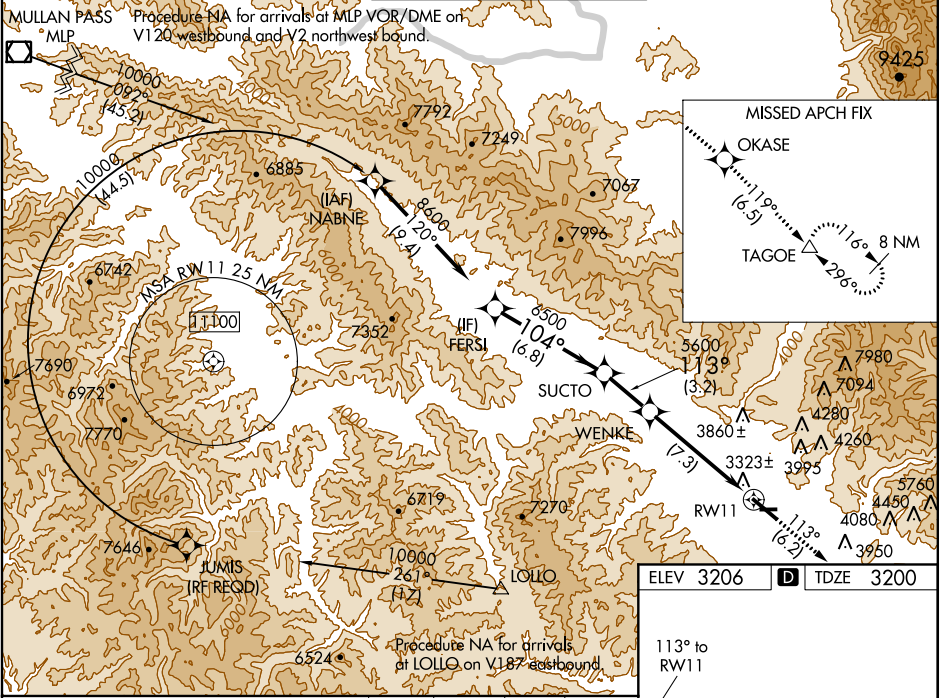 MULLAN PASS
MLP
Procedure NA for arrivals at MLP VOR/DME on
V120 westbound and V2 northwest bound.
10000
092°
(45.2)
4000
7792
7249
5000
9425
MISSED APCH FIX
OKASE
119°
(6.5)
TAGOE
116°
8 NM
296°
10000
(44.5)
6885
(IAF)
NABNE
8600
120°
(9.4)
7067
7996
6742
MSA RW11 25 NM
11100
7352
(IF)
FERSI
6500
104°
(6.8)
5600
113°
(3.2)
SUCTO
7690
6972
7770
4000
WENKE
(7.3)
3860±
7980
7094
4280
4260
3995
3323±
RW11
113°
(6.2)
5760
4450
4080
3950
6719
7270
7646
JUMIS
(RF REQD)
10000
261°
(17)
LOLLO
6524
Procedure NA for arrivals
at LOLLO on V187 eastbound.
ELEV 3206 D TDZE 3200
113° to
RW11